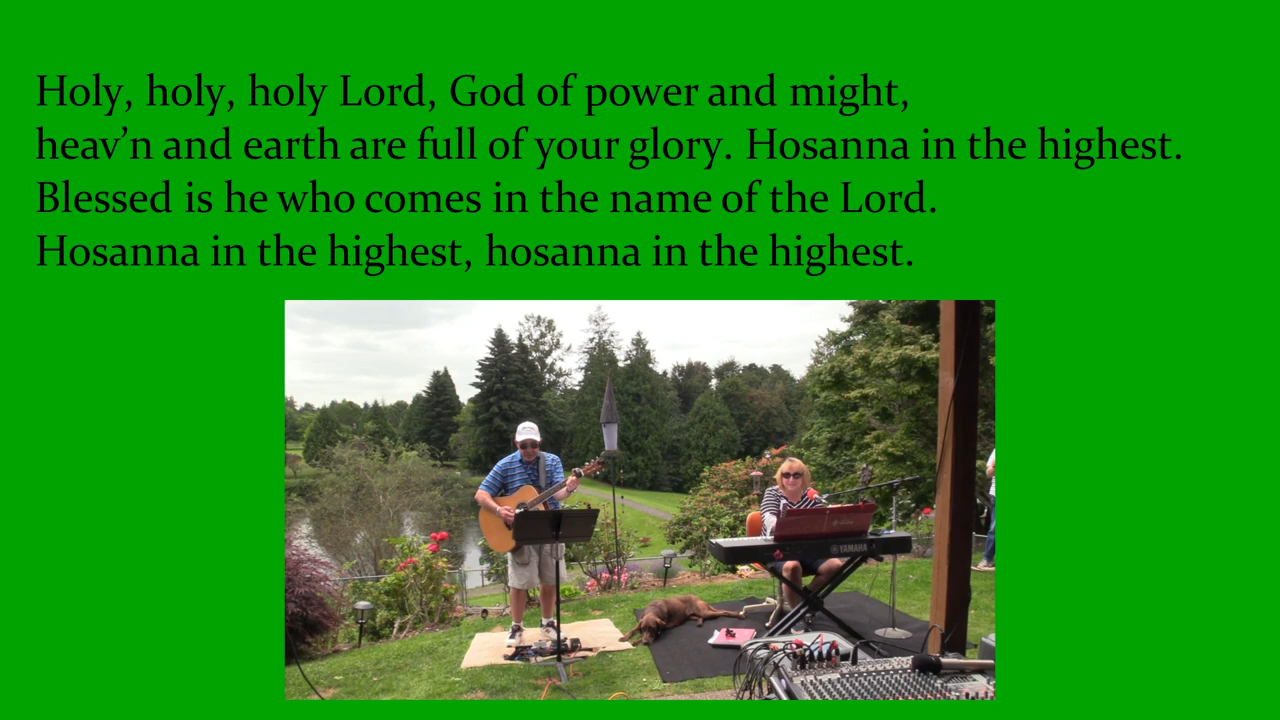 Holy, holy, holy Lord, God of power and might,
heav’n and earth are full of your glory. Hosanna in the highest.
Blessed is he who comes in the name of the Lord.
Hosanna in the highest, hosanna in the highest.
YAMAHA